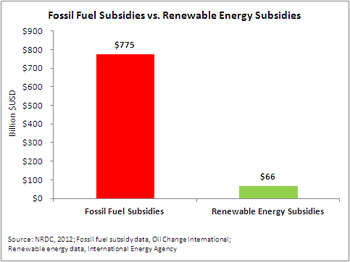 Fossil Fuel Subsidies vs. Renewable Energy Subsidies
$900
$800
$700
$600
$500
$400
$300
$200
$100
$0
Billion $USD
$775
$66
Fossil Fuel Subsidies
Renewable Energy Subsidies
Source: NRDC, 2012; Fossil fuel subsidy data, Oil Change International;
Renewable energy data, International Energy Agency